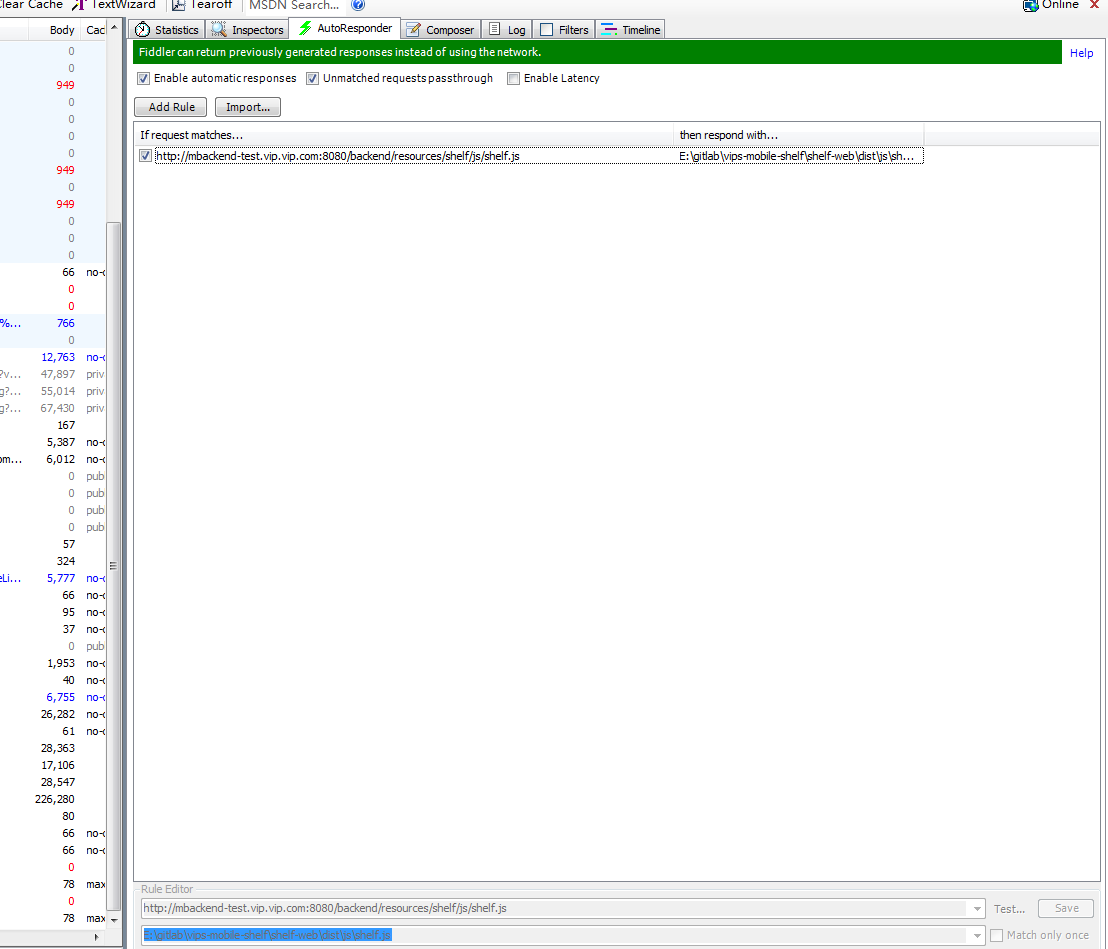 Clear Cache TextWizard Tearoff MSDN Search... Online
Body Cac
Statistics Inspectors AutoResponder Composer Log Filters Timeline
Fiddler can return previously generated responses instead of using the network. Help
Enable automatic responses Unmatched requests passthrough Enable Latency
Add Rule Import...
If request matches... then respond with...
http://mbackend-test.vip.vip.com:8080/backend/resources/shelf/js/shelf.js E:\gitlab\vips-mobile-shelf\shelf-web\dist\js\sh...
0
0
949
0
0
0
0
949
0
949
0
0
0
66 no-c
0
0
%... 766
0
12,763 no-c
?v... 47,897 priv
g?... 55,014 priv
g?... 67,430 priv
167
5,387 no-c
om... 6,012 no-c
0 pub
0 pub
0 pub
0 pub
57
324
eLi... 5,777 no-c
66 no-c
95 no-c
37 no-c
0 pub
1,953 no-c
40 no-c
6,755 no-c
26,282 no-c
61 no-c
28,363
17,106
28,547
226,280
80
66 no-c
66 no-c
0
78 max
0
78 max
Rule Editor
http://mbackend-test.vip.vip.com:8080/backend/resources/shelf/js/shelf.js Test... Save
E:\gitlab\vips-mobile-shelf\shelf-web\dist\js\shelf.js Match only once